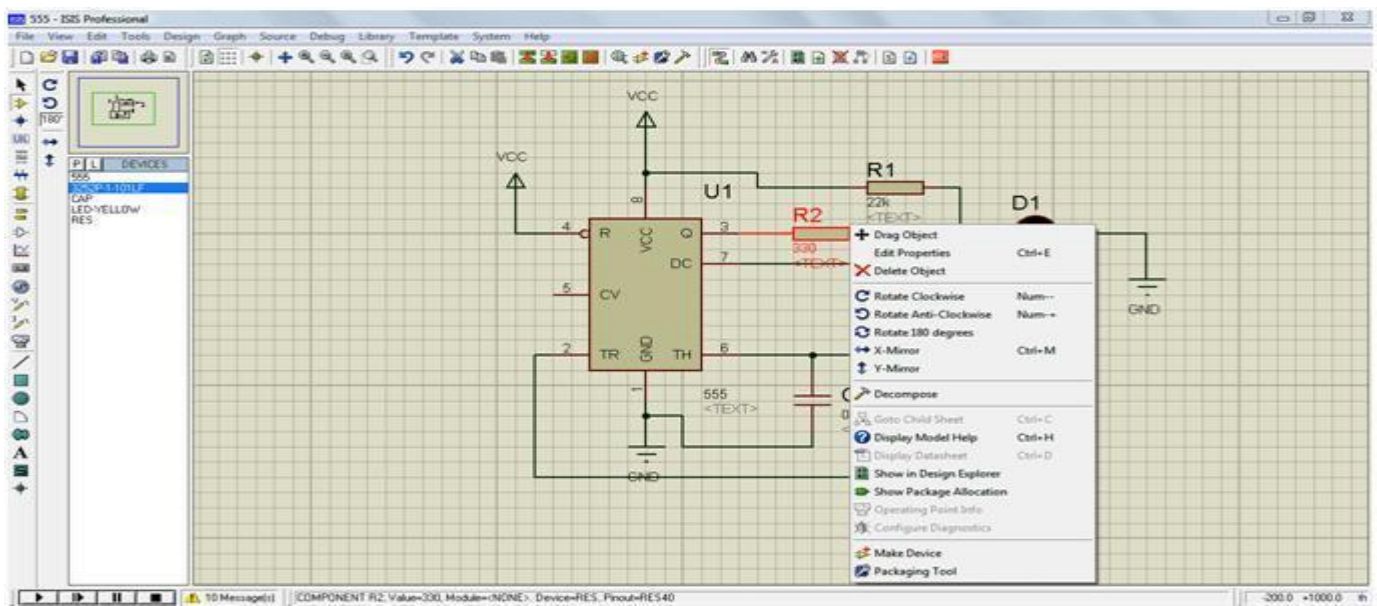 555 - ISIS Professional
File View Edit Tools Design Graph Source Debug Library Template System Help
P L DEVICES
555
3252P-1-101LF
CAP
LED-YELLOW
RES
180°
VCC
VCC
R1
22k
<TEXT>
U1
R2
330
<TEXT>
D1
8
4
3
7
5
2
6
1
R
VCC
Q
DC
CV
TR
GND
TH
555
<TEXT>
C
0
GND
GND
Drag Object
Edit Properties Ctrl+E
Delete Object
Rotate Clockwise Num--
Rotate Anti-Clockwise Num-+
Rotate 180 degrees
X-Mirror Ctrl+M
Y-Mirror
Decompose
Goto Child Sheet Ctrl+C
Display Model Help Ctrl+H
Display Datasheet Ctrl+D
Show in Design Explorer
Show Package Allocation
Operating Point Info
Configure Diagnostics
Make Device
Packaging Tool
10 Message(s)
COMPONENT R2, Value=330, Module=<NONE>, Device=RES, Pinout=RES40
-200.0 +1000.0 th